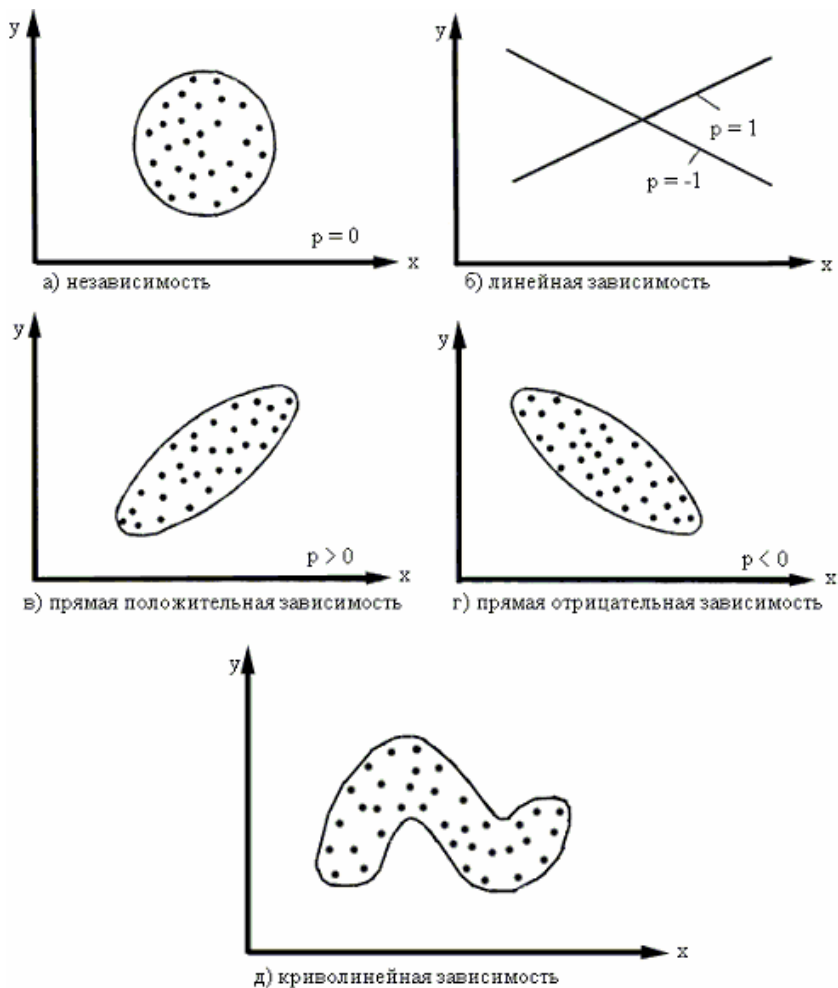 y
p = 0
x
а) независимость
y
p = 1
p = -1
x
б) линейная зависимость
y
p > 0
x
в) прямая положительная зависимость
y
p < 0
x
г) прямая отрицательная зависимость
y
x
д) криволинейная зависимость